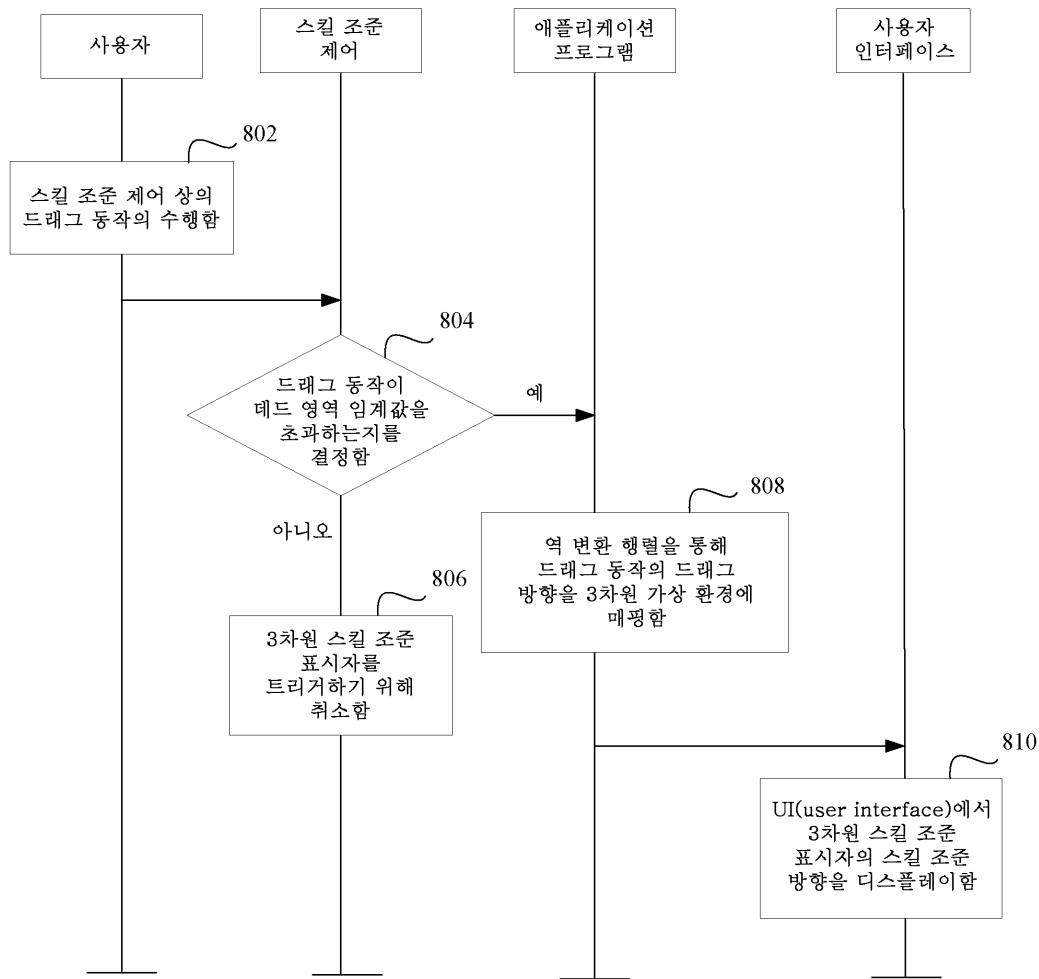 사용자
스킬 조준
제어
애플리케이션
프로그램
사용자
인터페이스
802
스킬 조준 제어 상의
드래그 동작의 수행함
804
드래그 동작이
데드 영역 임계값을
초과하는지를
결정함
예
아니오
806
3차원 스킬 조준
표시자를
트리거하기 위해
취소함
808
역 변환 행렬을 통해
드래그 동작의 드래그
방향을 3차원 가상 환경에
매핑함
810
UI(user interface)에서
3차원 스킬 조준
표시자의 스킬 조준
방향을 디스플레이함